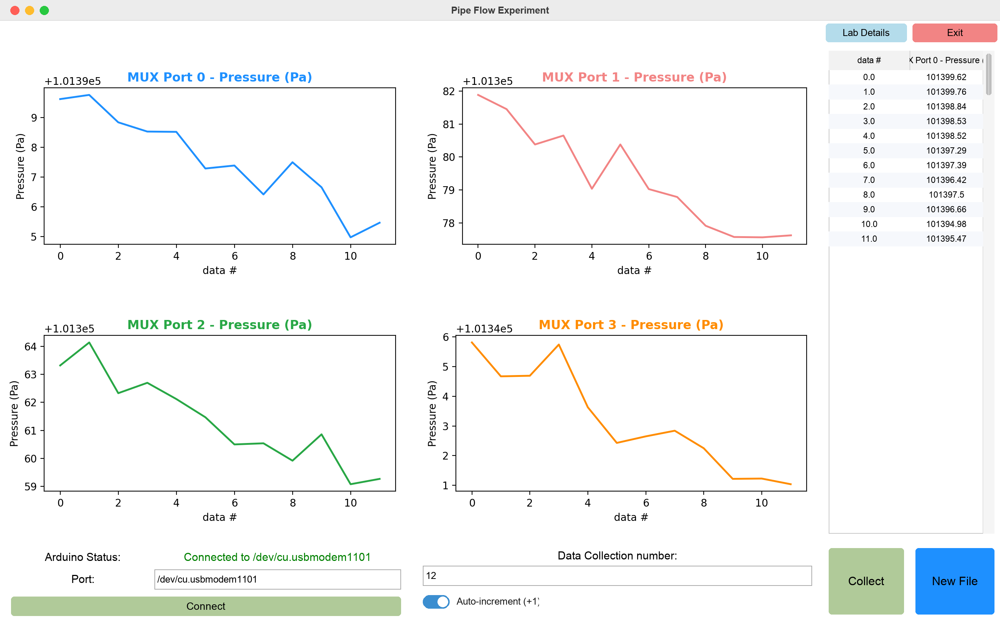 Pipe Flow Experiment
Lab Details
Exit
+1.0139e5
MUX Port 0 - Pressure (Pa)
Pressure (Pa)
9
8
7
6
5
0 2 4 6 8 10
data #
+1.013e5
MUX Port 1 - Pressure (Pa)
Pressure (Pa)
82
81
80
79
78
0 2 4 6 8 10
data #
+1.013e5
MUX Port 2 - Pressure (Pa)
Pressure (Pa)
64
63
62
61
60
59
0 2 4 6 8 10
data #
+1.0134e5
MUX Port 3 - Pressure (Pa)
Pressure (Pa)
6
5
4
3
2
1
0 2 4 6 8 10
data #
data # X Port 0 - Pressure (
0.0 101399.62
1.0 101399.76
2.0 101398.84
3.0 101398.53
4.0 101398.52
5.0 101397.29
6.0 101397.39
7.0 101396.42
8.0 101397.5
9.0 101396.66
10.0 101394.98
11.0 101395.47
Arduino Status: Connected to /dev/cu.usbmodem1101
Port: /dev/cu.usbmodem1101
Connect
Data Collection number:
12
Auto-increment (+1)
Collect
New File